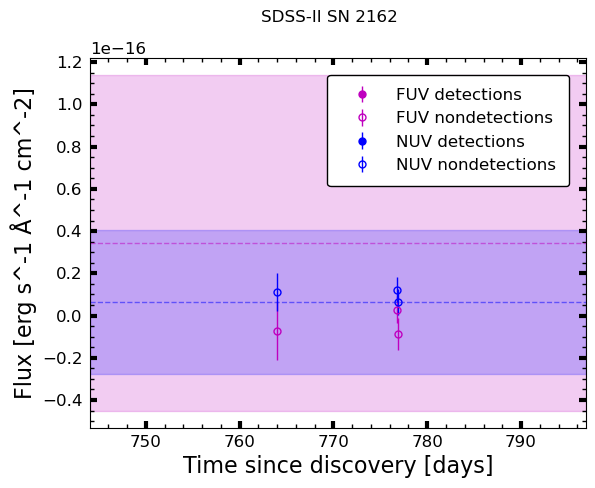 SDSS-II SN 2162
1e−16
1.2
1.0
0.8
0.6
0.4
0.2
0.0
−0.2
−0.4
Flux [erg s^-1 Å^-1 cm^-2]
FUV detections
FUV nondetections
NUV detections
NUV nondetections
750 760 770 780 790
Time since discovery [days]